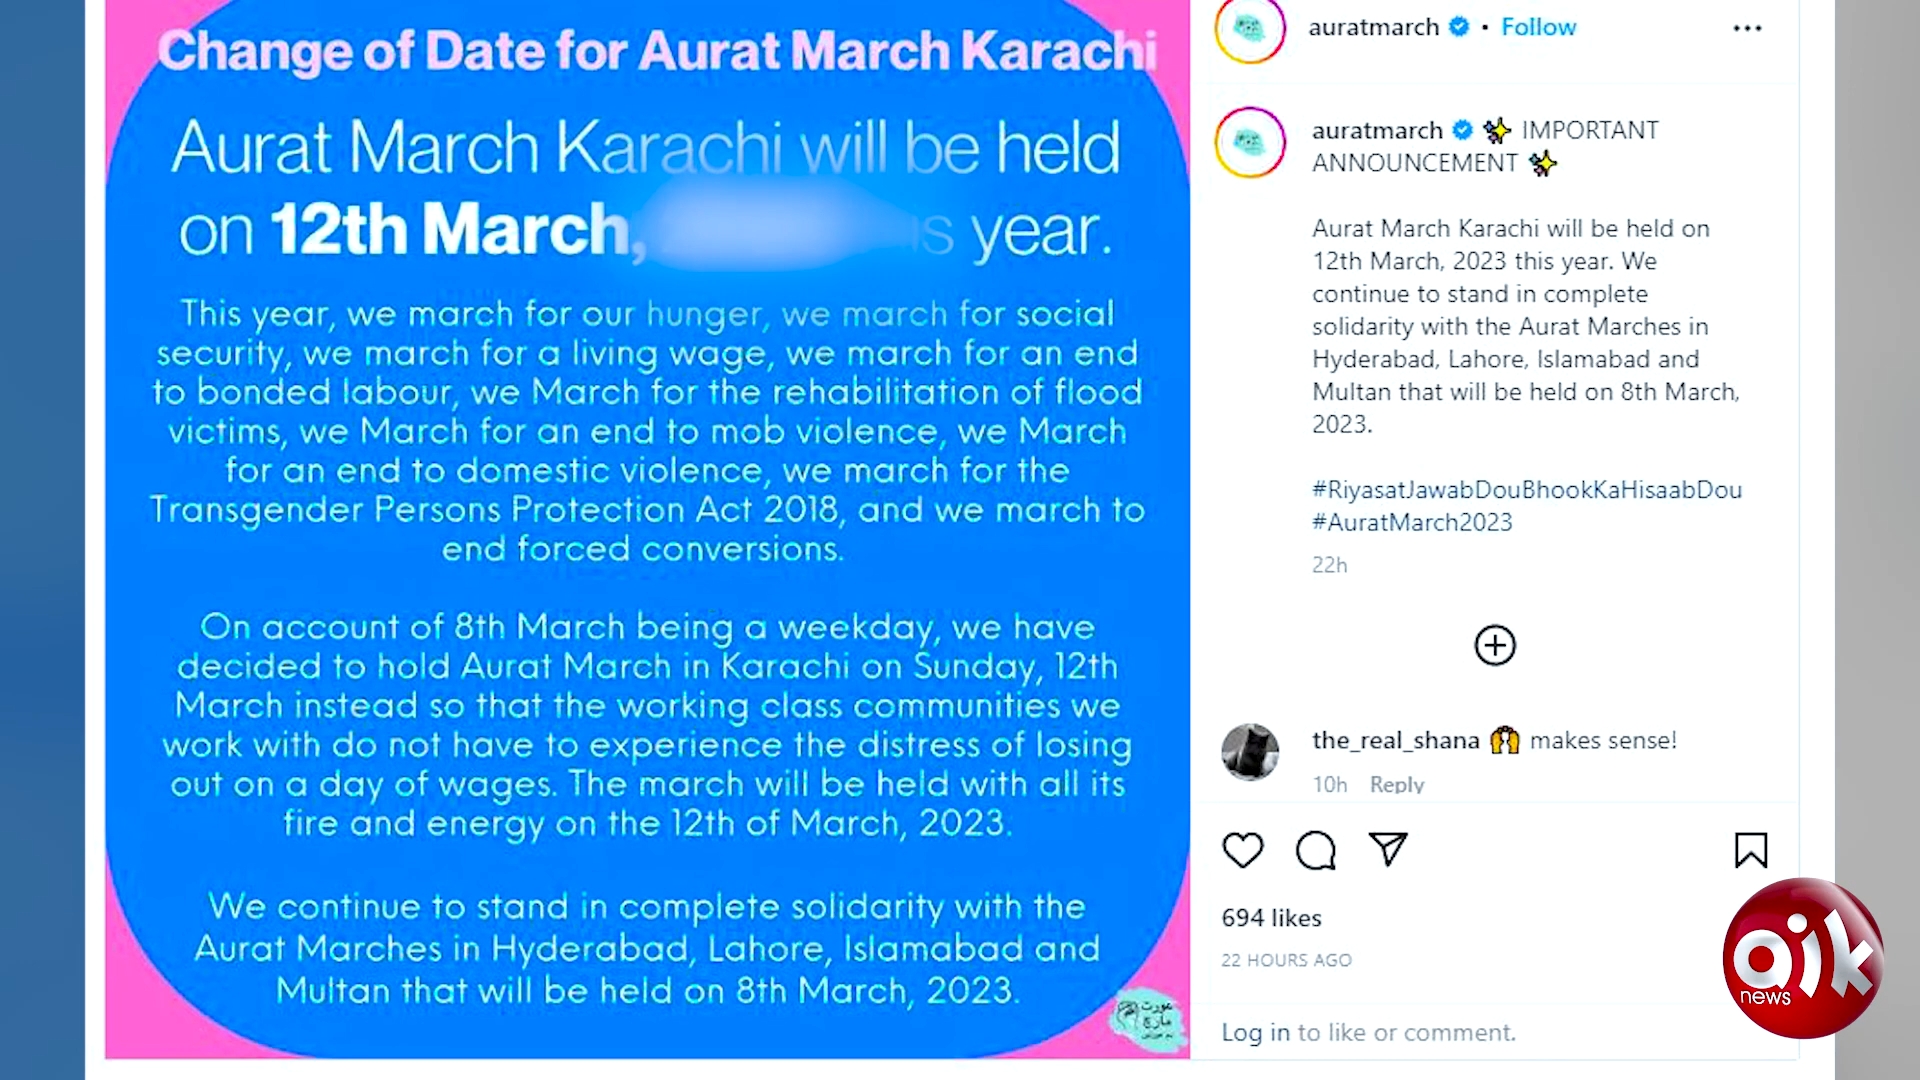 Change of Date for Aurat March Karachi
Aurat March Karachi will be held
on 12th March, is year.
This year, we march for our hunger, we march for social
security, we march for a living wage, we march for an end
to bonded labour, we March for the rehabilitation of flood
victims, we March for an end to mob violence, we March
for an end to domestic violence, we march for the
Transgender Persons Protection Act 2018, and we march to
end forced conversions.
On account of 8th March being a weekday, we have
decided to hold Aurat March in Karachi on Sunday, 12th
March instead so that the working class communities we
work with do not have to experience the distress of losing
out on a day of wages. The march will be held with all its
fire and energy on the 12th of March, 2023.
We continue to stand in complete solidarity with the
Aurat Marches in Hyderabad, Lahore, Islamabad and
Multan that will be held on 8th March, 2023.
عورت
مارچ
auratmarch • Follow
auratmarch ✨ IMPORTANT
ANNOUNCEMENT ✨
Aurat March Karachi will be held on
12th March, 2023 this year. We
continue to stand in complete
solidarity with the Aurat Marches in
Hyderabad, Lahore, Islamabad and
Multan that will be held on 8th March,
2023.
#RiyasatJawabDouBhookKaHisaabDou
#AuratMarch2023
22h
the_real_shana 🙌 makes sense!
10h Reply
694 likes
22 HOURS AGO
Log in to like or comment.
aik
news